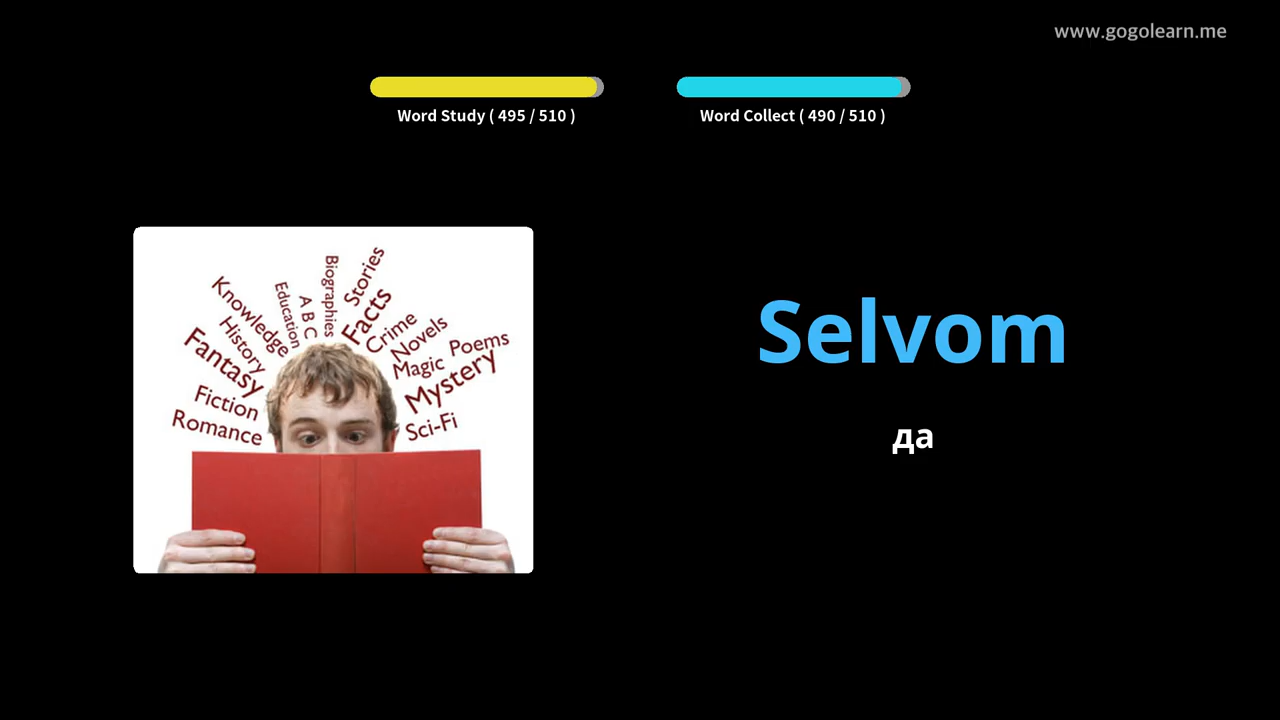 www.gogolearn.me
Word Study ( 495 / 510 )
Word Collect ( 490 / 510 )
Biographies
Stories
Knowledge
Education
A B C
Facts
Crime
History
Novels
Poems
Fantasy
Magic
Mystery
Fiction
Romance
Sci-Fi
Selvom
да